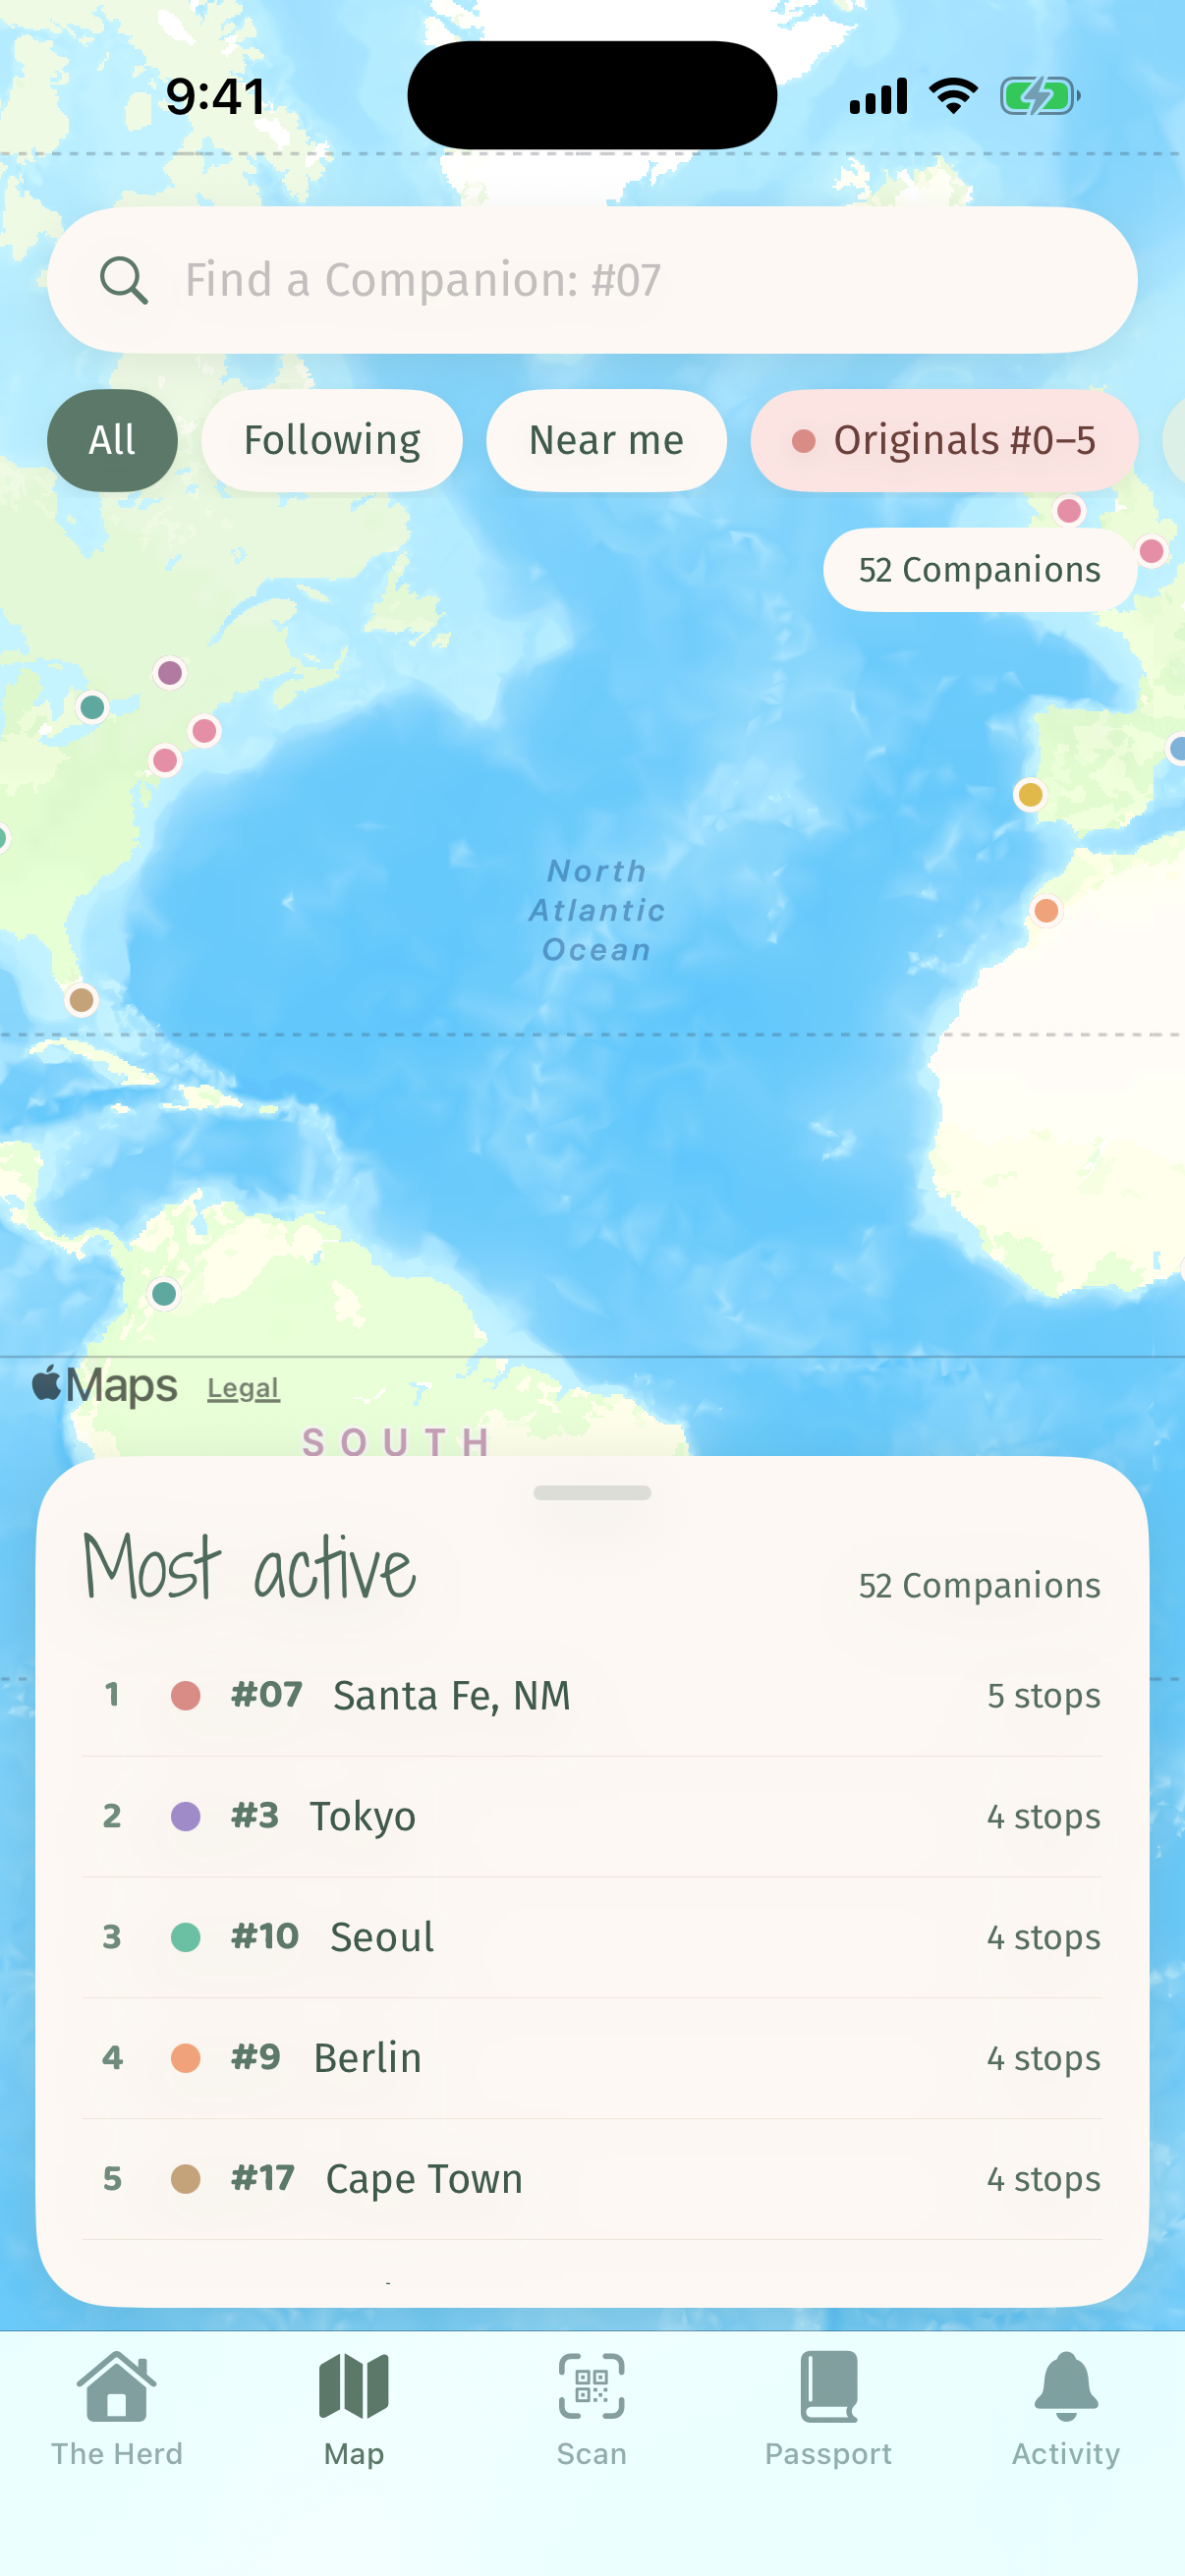 9:41
Find a Companion: #07
All
Following
Near me
Originals #0–5
52 Companions
North
Atlantic
Ocean
Maps Legal
SOUTH
Most active
52 Companions
1 #07 Santa Fe, NM 5 stops
2 #3 Tokyo 4 stops
3 #10 Seoul 4 stops
4 #9 Berlin 4 stops
5 #17 Cape Town 4 stops
The Herd
Map
Scan
Passport
Activity